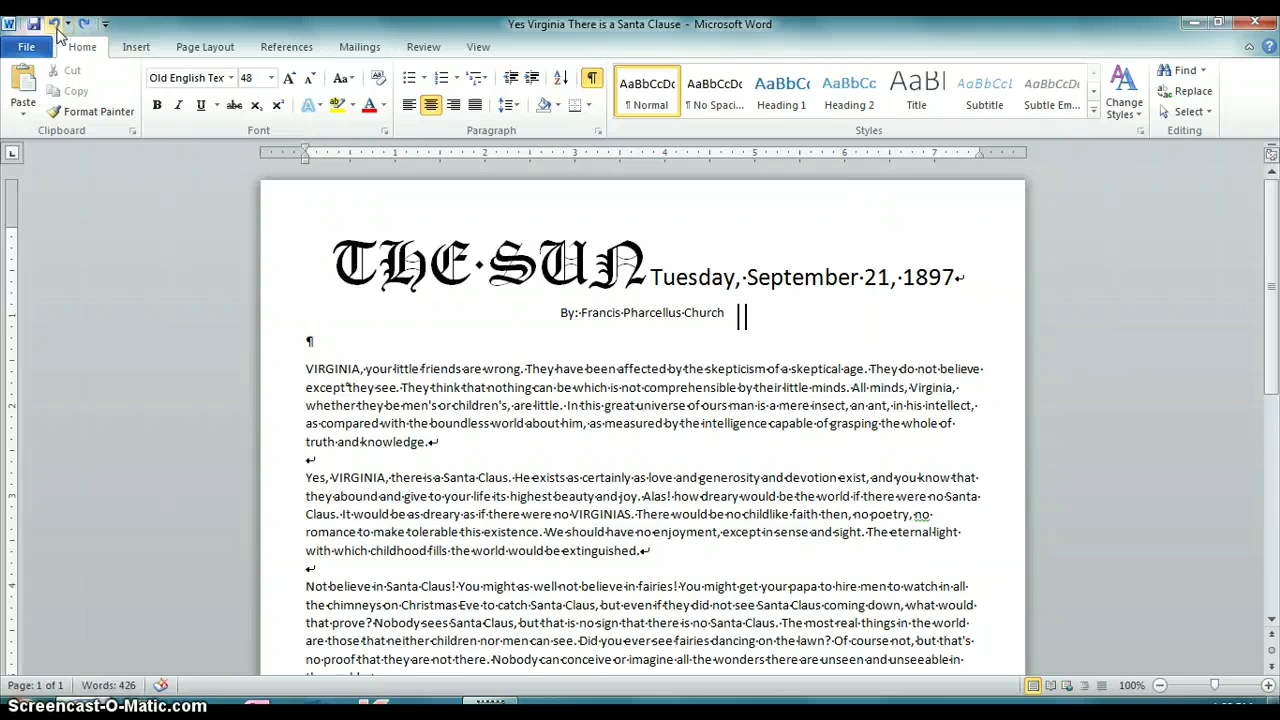 Yes Virginia There is a Santa Clause - Microsoft Word
File Home Insert Page Layout References Mailings Review View
Paste
Cut
Copy
Format Painter
Clipboard
Old English Tex 48
Font
Paragraph
AaBbCcDc AaBbCcDc AaBbCc AaBbCc AaBl AaBbCc. AaBbCcDc
¶ Normal ¶ No Spaci... Heading 1 Heading 2 Title Subtitle Subtle Em...
Styles
Change Styles
Find
Replace
Select
Editing
1 2 3 4 5 6 7
THE·SUN Tuesday,·September·21,·1897
By:·Francis·Pharcellus·Church
¶
VIRGINIA,·your·little·friends·are·wrong.·They·have·been·affected·by·the·skepticism·of·a·skeptical·age.·They·do·not·believe·
except·they·see.·They·think·that·nothing·can·be·which·is·not·comprehensible·by·their·little·minds.·All·minds,·Virginia,·
whether·they·be·men's·or·children's,·are·little.·In·this·great·universe·of·ours·man·is·a·mere·insect,·an·ant,·in·his·intellect,·
as·compared·with·the·boundless·world·about·him,·as·measured·by·the·intelligence·capable·of·grasping·the·whole·of·
truth·and·knowledge.
Yes,·VIRGINIA,·there·is·a·Santa·Claus.·He·exists·as·certainly·as·love·and·generosity·and·devotion·exist,·and·you·know·that·
they·abound·and·give·to·your·life·its·highest·beauty·and·joy.·Alas!·how·dreary·would·be·the·world·if·there·were·no·Santa·
Claus.·It·would·be·as·dreary·as·if·there·were·no·VIRGINIAS.·There·would·be·no·childlike·faith·then,·no·poetry,·no·
romance·to·make·tolerable·this·existence.·We·should·have·no·enjoyment,·except·in·sense·and·sight.·The·eternal·light·
with·which·childhood·fills·the·world·would·be·extinguished.
Not·believe·in·Santa·Claus!·You·might·as·well·not·believe·in·fairies!·You·might·get·your·papa·to·hire·men·to·watch·in·all·
the·chimneys·on·Christmas·Eve·to·catch·Santa·Claus,·but·even·if·they·did·not·see·Santa·Claus·coming·down,·what·would·
that·prove?·Nobody·sees·Santa·Claus,·but·that·is·no·sign·that·there·is·no·Santa·Claus.·The·most·real·things·in·the·world·
are·those·that·neither·children·nor·men·can·see.·Did·you·ever·see·fairies·dancing·on·the·lawn?·Of·course·not,·but·that's·
no·proof·that·they·are·not·there.·Nobody·can·conceive·or·imagine·all·the·wonders·there·are·unseen·and·unseeable·in·
Page: 1 of 1 Words: 426 100%
Screencast-O-Matic.com